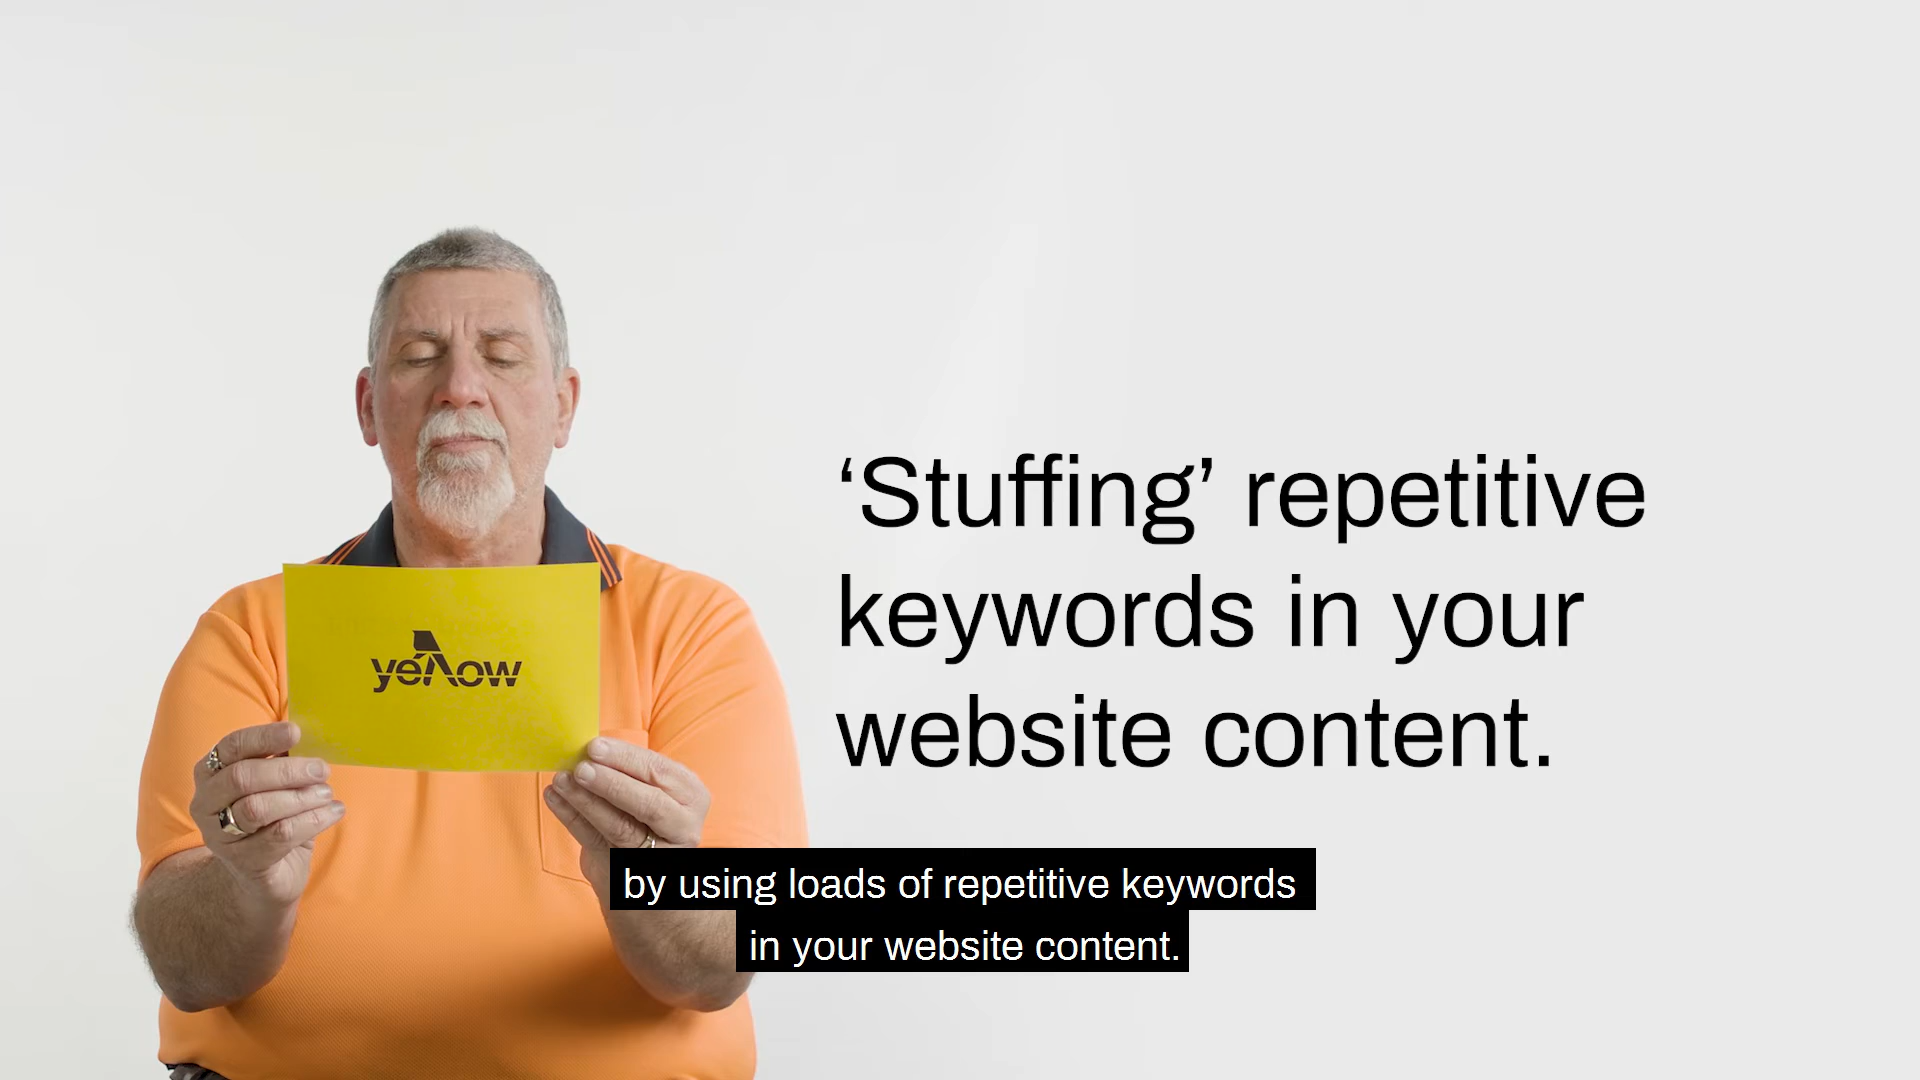 yellow
‘Stuffing’ repetitive
keywords in your
website content.
by using loads of repetitive keywords
in your website content.